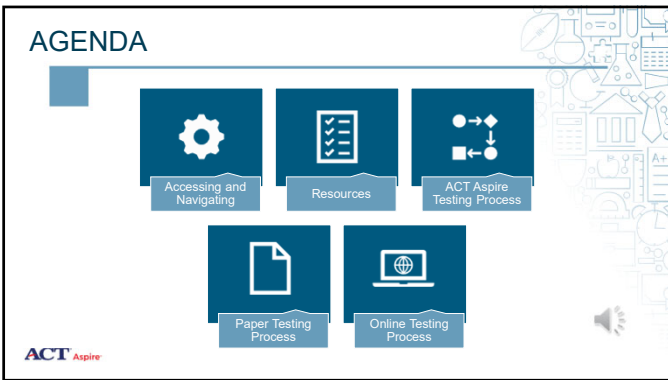 AGENDA
Accessing and
Navigating
Resources
ACT Aspire
Testing Process
Paper Testing
Process
Online Testing
Process
ACT Aspire
A+